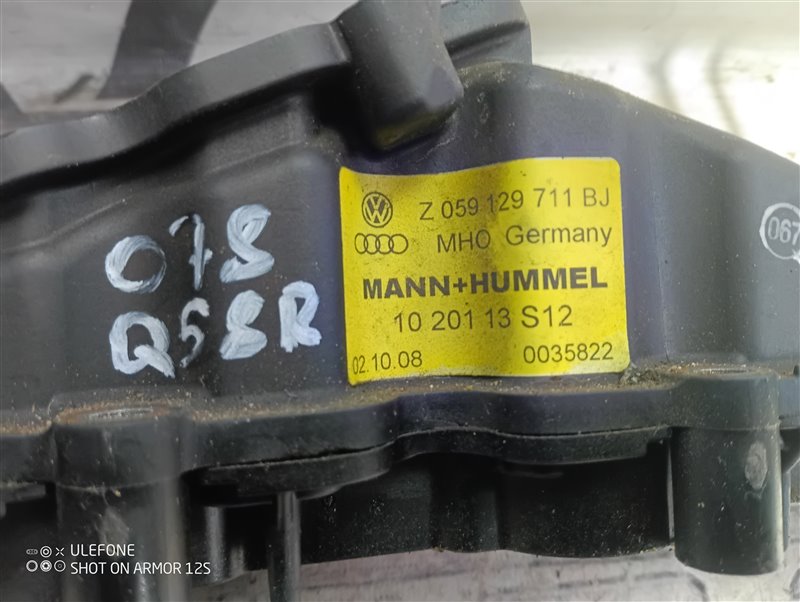 Z 059 129 711 BJ
MHO Germany
MANN+HUMMEL
10 201 13 S12
02.10.08 0035822
078
Q58R
067
ULEFONE
SHOT ON ARMOR 12S